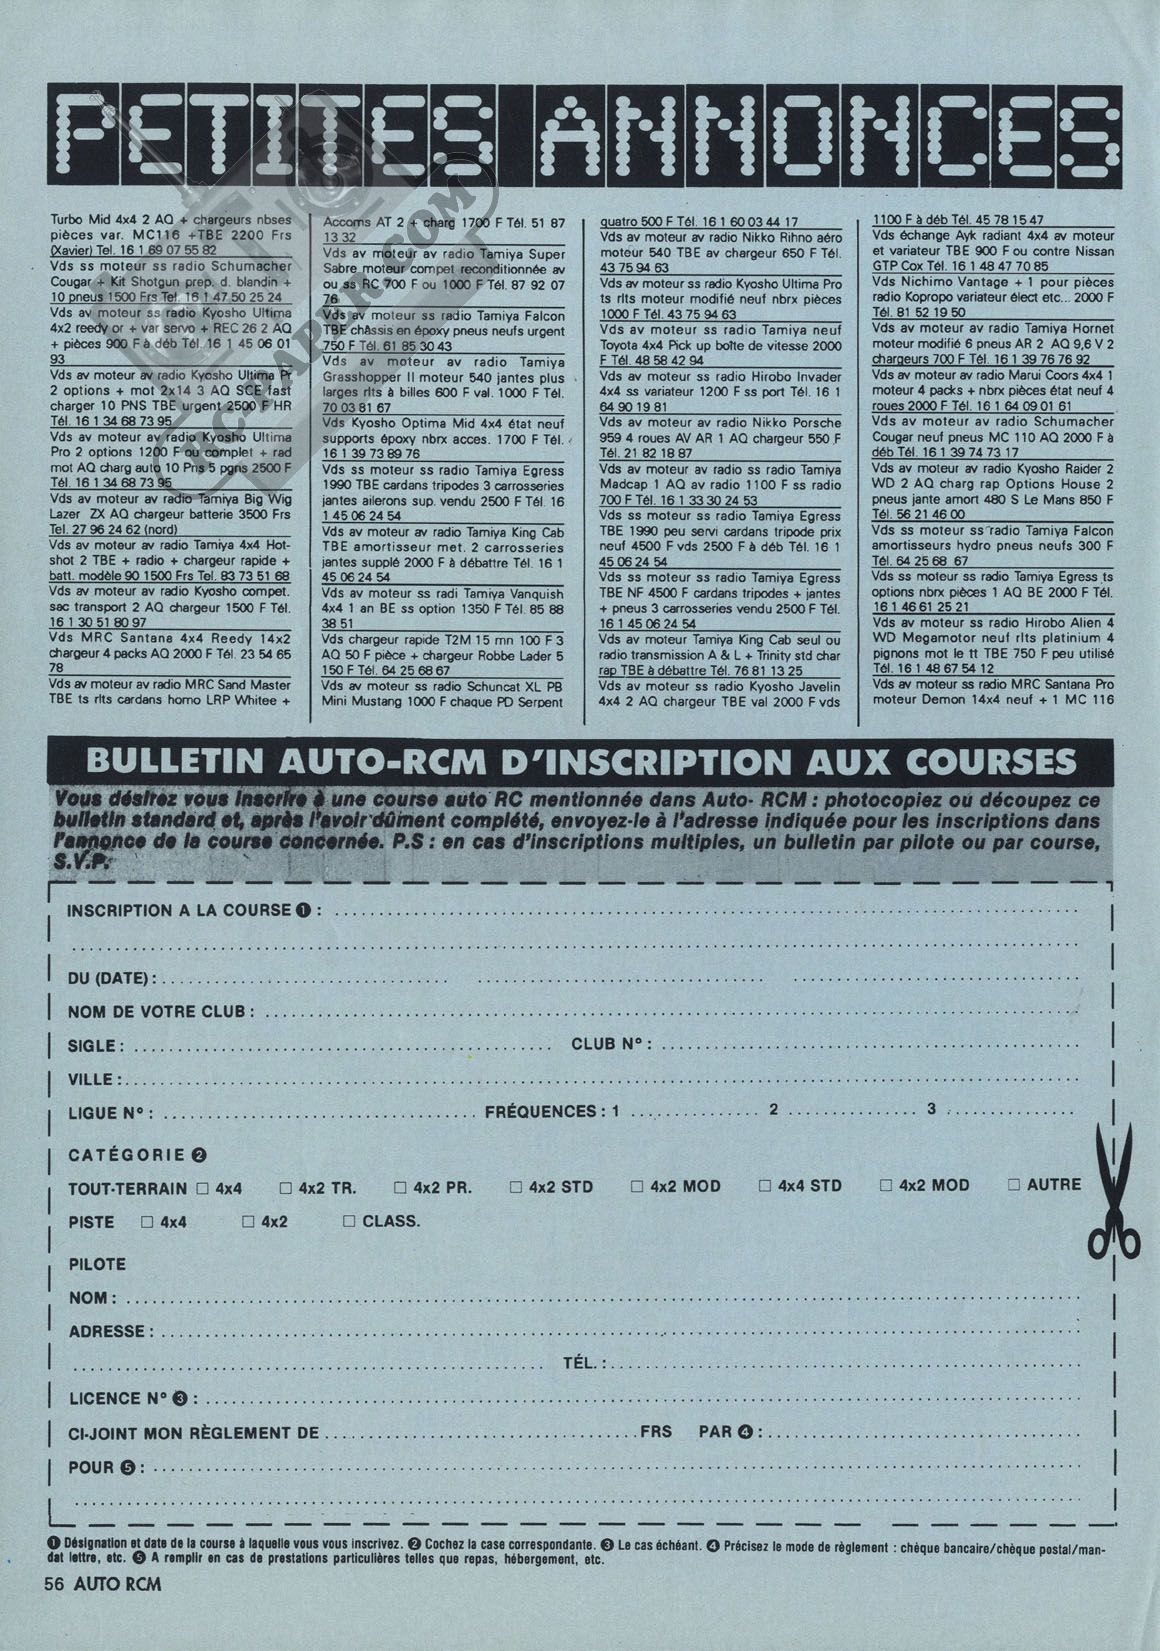 PETITES ANNONCES
Turbo Mid 4x4 2 AQ + chargeurs nbses
pièces var. MC116 +TBE 2200 Frs
(Xavier) Tel. 16 1 69 07 55 82
Vds ss moteur ss radio Schumacher
Cougar + Kit Shotgun prep. d. blandin +
10 pneus 1500 Frs Tel. 16 1 47 50 25 24
Vds av moteur ss radio Kyosho Ultima
4x2 reedy or + var servo + REC 26 2 AQ
+ pièces 900 F à déb Tél. 16 1 45 06 01
93
Vds av moteur av radio Kyosho Ultima Pr
2 options + mot 2x14 3 AQ SCE fast
charger 10 PNS TBE urgent 2500 F HR
Tél. 16 1 34 68 73 95
Vds av moteur av radio Kyosho Ultima
Pro 2 options 1200 F ou complet + rad
mot AQ charg auto 10 Pns 5 pgns 2500 F
Tél. 16 1 34 68 73 95
Vds av moteur av radio Tamiya Big Wig
Lazer ZX AQ chargeur batterie 3500 Frs
Tel. 27 96 24 62 (nord)
Vds av moteur av radio Tamiya 4x4 Hot-
shot 2 TBE + radio + chargeur rapide +
batt. modèle 90 1500 Frs Tel. 83 73 51 68
Vds av moteur av radio Kyosho compet.
sac transport 2 AQ chargeur 1500 F Tél.
16 1 30 51 80 97
Vds MRC Santana 4x4 Reedy 14x2
chargeur 4 packs AQ 2000 F Tél. 23 54 65
78
Vds av moteur av radio MRC Sand Master
TBE ts rlts cardans homo LRP Whitee +
Accoms AT 2 + charg 1700 F Tél. 51 87
13 32
Vds av moteur av radio Tamiya Super
Sabre moteur compet reconditionnée av
ou ss RC 700 F ou 1000 F Tél. 87 92 07
76
Vds av moteur ss radio Tamiya Falcon
TBE châssis en époxy pneus neufs urgent
750 F Tél. 61 85 30 43
Vds av moteur av radio Tamiya
Grasshopper II moteur 540 jantes plus
larges rlts à billes 600 F val. 1000 F Tél.
70 03 81 67
Vds Kyosho Optima Mid 4x4 état neuf
supports époxy nbrx acces. 1700 F Tél.
16 1 39 73 89 76
Vds ss moteur ss radio Tamiya Egress
1990 TBE cardans tripodes 3 carrosseries
jantes ailerons sup. vendu 2500 F Tél. 16
1 45 06 24 54
Vds av moteur av radio Tamiya King Cab
TBE amortisseur met. 2 carrosseries
jantes supplé 2000 F à débattre Tél. 16 1
45 06 24 54
Vds av moteur ss radi Tamiya Vanquish
4x4 1 an BE ss option 1350 F Tél. 85 88
38 51
Vds chargeur rapide T2M 15 mn 100 F 3
AQ 50 F pièce + chargeur Robbe Lader 5
150 F Tél. 64 25 68 67
Vds av moteur ss radio Schuncat XL PB
Mini Mustang 1000 F chaque PD Serpent
quatro 500 F Tél. 16 1 60 03 44 17
Vds av moteur av radio Nikko Rihno aéro
moteur 540 TBE av chargeur 650 F Tél.
43 75 94 63
Vds av moteur ss radio Kyosho Ultima Pro
ts rlts moteur modifié neuf nbrx pièces
1000 F Tél. 43 75 94 63
Vds av moteur ss radio Tamiya neuf
Toyota 4x4 Pick up boîte de vitesse 2000
F Tél. 48 58 42 94
Vds av moteur ss radio Hirobo Invader
4x4 ss variateur 1200 F ss port Tél. 16 1
64 90 19 81
Vds av moteur av radio Nikko Porsche
959 4 roues AV AR 1 AQ chargeur 550 F
Tél. 21 82 18 87
Vds av moteur av ss radio Tamiya
Madcap 1 AQ av radio 1100 F ss radio
700 F Tél. 16 1 33 30 24 53
Vds ss moteur ss radio Tamiya Egress
TBE 1990 peu servi cardans tripode prix
neuf 4500 F vds 2500 F à déb Tél. 16 1
45 06 24 54
Vds ss moteur ss radio Tamiya Egress
TBE NF 4500 F cardans tripodes + jantes
+ pneus 3 carrosseries vendu 2500 F Tél.
16 1 45 06 24 54
Vds av moteur Tamiya King Cab seul ou
radio transmission A & L + Trinity std char
rap TBE à débattre Tél. 76 81 13 25
Vds av moteur ss radio Kyosho Javelin
4x4 2 AQ chargeur TBE val 2000 F vds
1100 F à déb Tél. 45 78 15 47
Vds échange Ayk radiant 4x4 av moteur
et variateur TBE 900 F ou contre Nissan
GTP Cox Tél. 16 1 48 47 70 85
Vds Nichimo Vantage + 1 pour pièces
radio Kopropo variateur élect etc... 2000 F
Tél. 81 52 19 50
Vds av moteur av radio Tamiya Hornet
moteur modifié 6 pneus AR 2 AQ 9,6 V 2
chargeurs 700 F Tél. 16 1 39 76 76 92
Vds av moteur av radio Marui Coors 4x4 1
moteur 4 packs + nbrx pièces état neuf 4
roues 2000 F Tél. 16 1 64 09 01 61
Vds av moteur av radio Schumacher
Cougar neuf pneus MC 110 AQ 2000 F à
déb Tél. 16 1 39 74 73 17
Vds av moteur av radio Kyosho Raider 2
WD 2 AQ charg rap Options House 2
pneus jante amort 480 S Le Mans 850 F
Tél. 56 21 46 00
Vds ss moteur ss radio Tamiya Falcon
amortisseurs hydro pneus neufs 300 F
Tél. 64 25 68 67
Vds ss moteur ss radio Tamiya Egress ts
options nbrx pièces 1 AQ BE 2000 F Tél.
16 1 46 61 25 21
Vds av moteur ss radio Hirobo Alien 4
WD Megamotor neuf rlts platinium 4
pignons mot le tt TBE 750 F peu utilisé
Tél. 16 1 48 67 54 12
Vds av moteur ss radio MRC Santana Pro
moteur Demon 14x4 neuf + 1 MC 116
RC-PAPER.COM
BULLETIN AUTO-RCM D'INSCRIPTION AUX COURSES
Vous désirez vous inscrire à une course auto RC mentionnée dans Auto- RCM : photocopiez ou découpez ce
bulletin standard et, après l'avoir dûment complété, envoyez-le à l'adresse indiquée pour les inscriptions dans
l'annonce de la course concernée. P.S : en cas d'inscriptions multiples, un bulletin par pilote ou par course,
S.V.P.
INSCRIPTION A LA COURSE ❶ :
DU (DATE) :
NOM DE VOTRE CLUB :
SIGLE : CLUB N° :
VILLE :
LIGUE N° : FRÉQUENCES : 1 2 3
CATÉGORIE ❷
TOUT-TERRAIN □ 4x4 □ 4x2 TR. □ 4x2 PR. □ 4x2 STD □ 4x2 MOD □ 4x4 STD □ 4x2 MOD □ AUTRE
PISTE □ 4x4 □ 4x2 □ CLASS.
PILOTE
NOM :
ADRESSE :
TÉL. :
LICENCE N° ❸ :
CI-JOINT MON RÈGLEMENT DE FRS PAR ❹ :
POUR ❺ :
❶ Désignation et date de la course à laquelle vous vous inscrivez. ❷ Cochez la case correspondante. ❸ Le cas échéant. ❹ Précisez le mode de règlement : chèque bancaire/chèque postal/man-
dat lettre, etc. ❺ A remplir en cas de prestations particulières telles que repas, hébergement, etc.
56 AUTO RCM